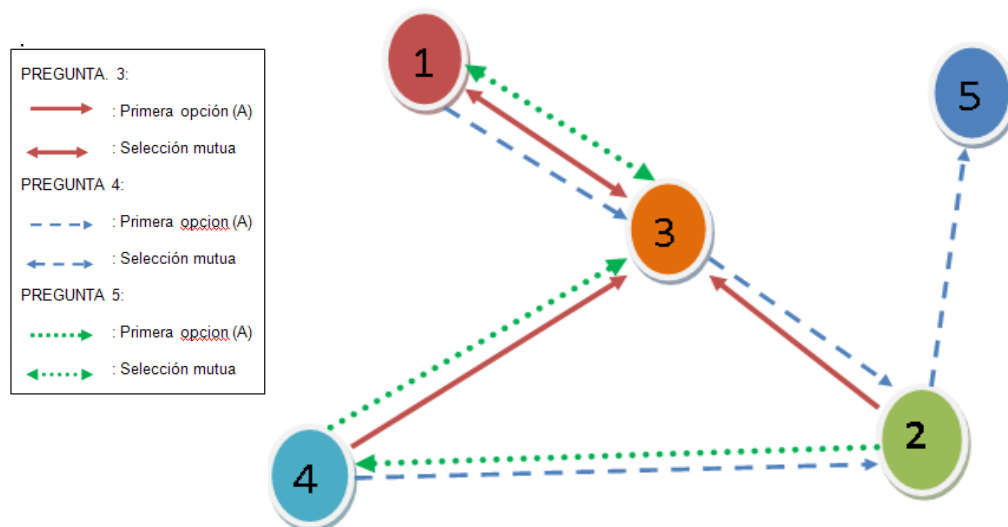 .
PREGUNTA. 3:
: Primera opción (A)
: Selección mutua
PREGUNTA 4:
: Primera opcion (A)
: Selección mutua
PREGUNTA 5:
: Primera opcion (A)
: Selección mutua
1
5
3
2
4